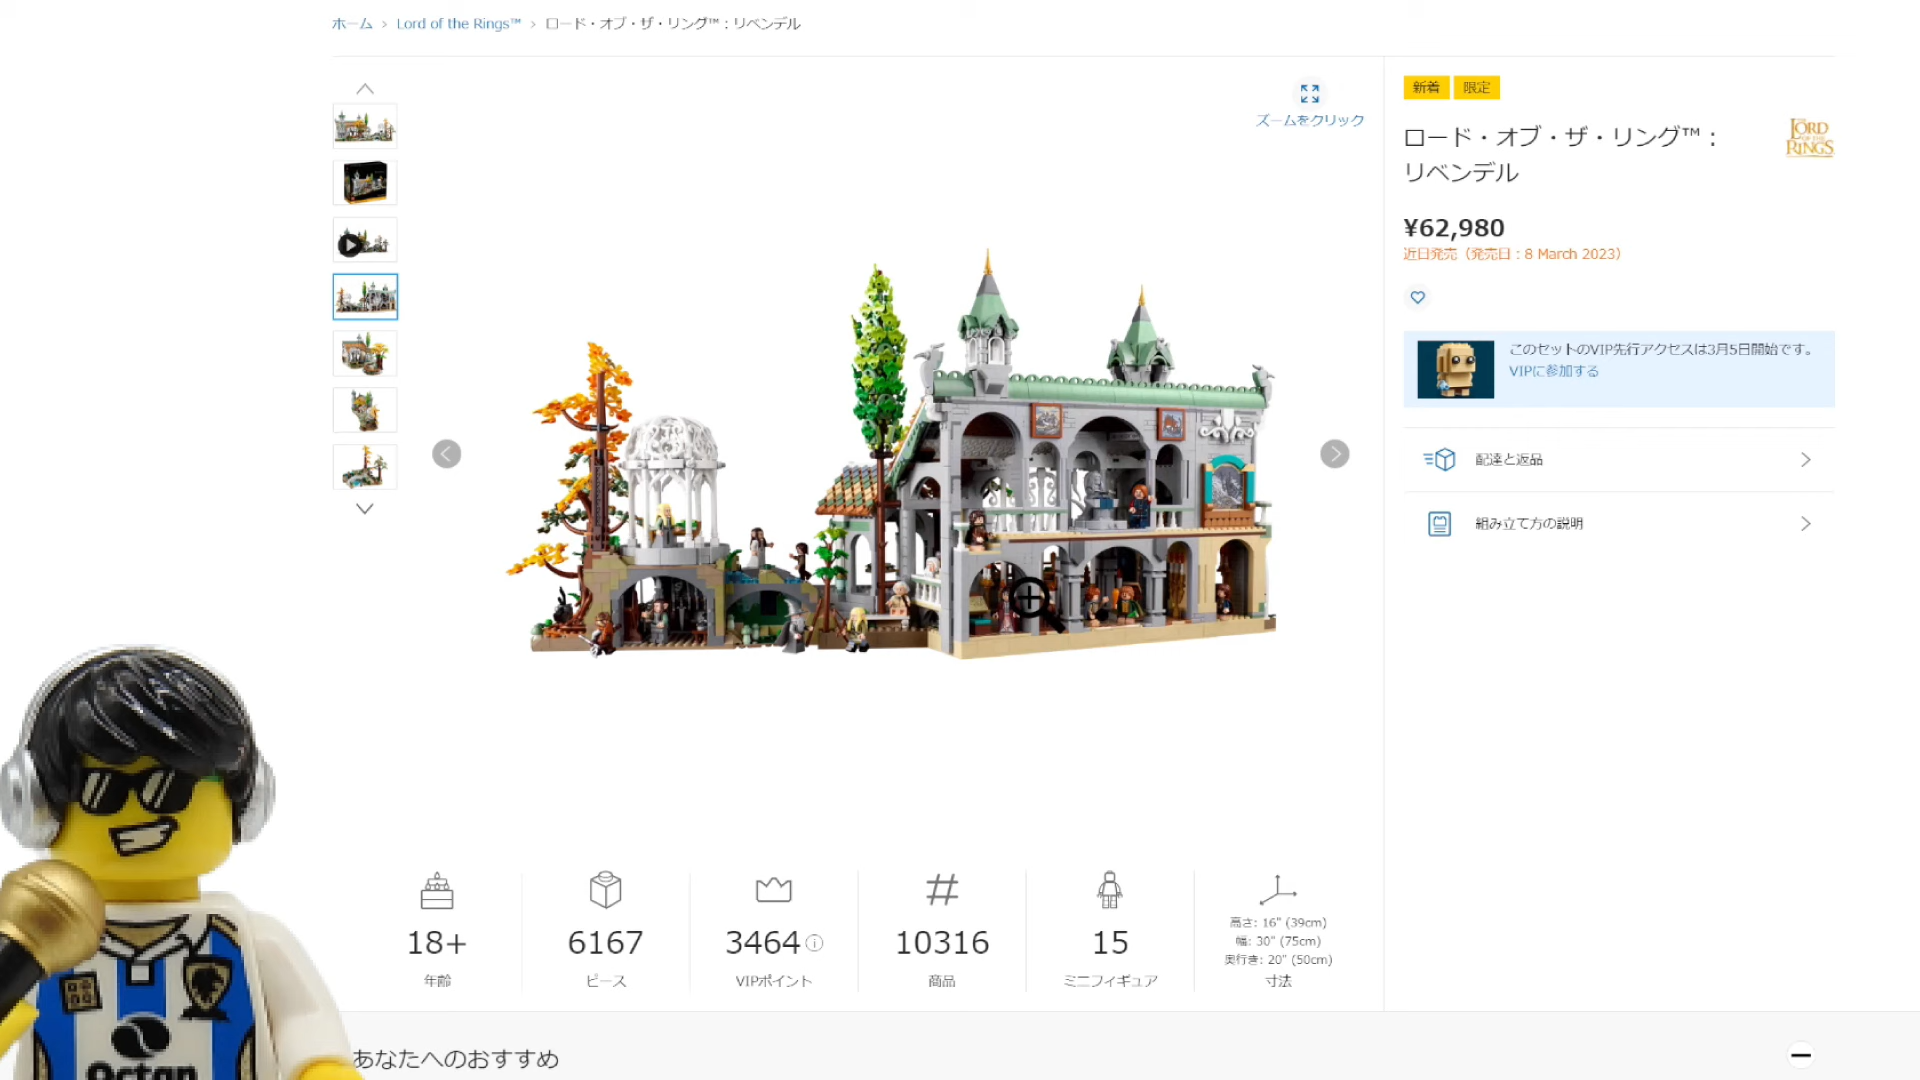 ホーム > Lord of the Rings™ > ロード・オブ・ザ・リング™：リベンデル
ズームをクリック
新着 限定
ロード・オブ・ザ・リング™：
リベンデル
LORD
OF THE
RINGS
¥62,980
近日発売（発売日：8 March 2023）
このセットのVIP先行アクセスは3月5日開始です。
VIPに参加する
配達と返品
組み立て方の説明
18+
年齢
6167
ピース
3464
VIPポイント
10316
商品
15
ミニフィギュア
高さ: 16" (39cm)
幅: 30" (75cm)
奥行き: 20" (50cm)
寸法
あなたへのおすすめ
Octan